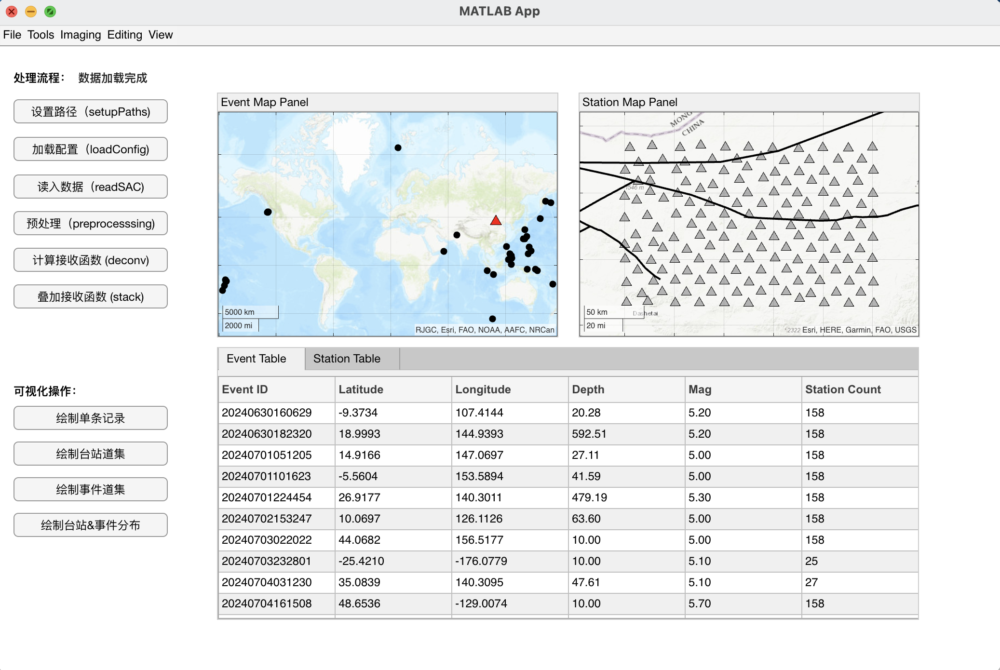 MATLAB App
File Tools Imaging Editing View
处理流程： 数据加载完成
设置路径（setupPaths)
加载配置（loadConfig)
读入数据（readSAC)
预处理（preprocesssing)
计算接收函数 (deconv)
叠加接收函数 (stack)
可视化操作：
绘制单条记录
绘制台站道集
绘制事件道集
绘制台站&事件分布
Event Map Panel
5000 km
2000 mi
RJGC, Esri, FAO, NOAA, AAFC, NRCan
Station Map Panel
MONG
CHINA
1546 m
50 km
20 mi
Dashetai
2322
Esri, HERE, Garmin, FAO, USGS
Event Table Station Table
Event ID Latitude Longitude Depth Mag Station Count
20240630160629 -9.3734 107.4144 20.28 5.20 158
20240630182320 18.9993 144.9393 592.51 5.20 158
20240701051205 14.9166 147.0697 27.11 5.00 158
20240701101623 -5.5604 153.5894 41.59 5.00 158
20240701224454 26.9177 140.3011 479.19 5.30 158
20240702153247 10.0697 126.1126 63.60 5.00 158
20240703022022 44.0682 156.5177 10.00 5.00 158
20240703232801 -25.4210 -176.0779 10.00 5.10 25
20240704031230 35.0839 140.3095 47.61 5.10 27
20240704161508 48.6536 -129.0074 10.00 5.70 158